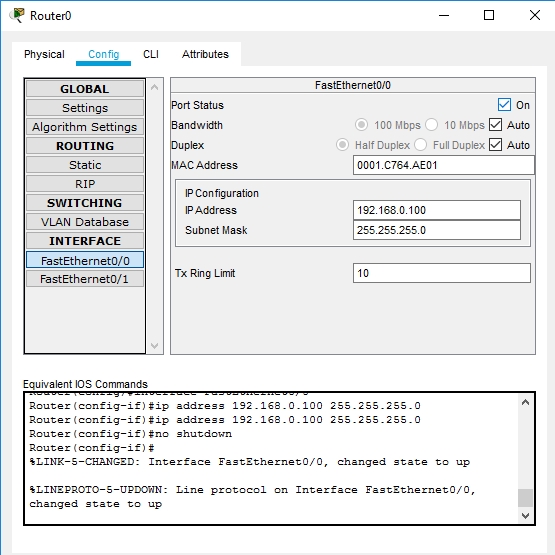 Router0
Physical Config CLI Attributes
GLOBAL
Settings
Algorithm Settings
ROUTING
Static
RIP
SWITCHING
VLAN Database
INTERFACE
FastEthernet0/0
FastEthernet0/1
FastEthernet0/0
Port Status On
Bandwidth 100 Mbps 10 Mbps Auto
Duplex Half Duplex Full Duplex Auto
MAC Address 0001.C764.AE01
IP Configuration
IP Address 192.168.0.100
Subnet Mask 255.255.255.0
Tx Ring Limit 10
Equivalent IOS Commands
Router(config)#interface FastEthernet0/0
Router(config-if)#ip address 192.168.0.100 255.255.255.0
Router(config-if)#ip address 192.168.0.100 255.255.255.0
Router(config-if)#no shutdown
Router(config-if)#
%LINK-5-CHANGED: Interface FastEthernet0/0, changed state to up
%LINEPROTO-5-UPDOWN: Line protocol on Interface FastEthernet0/0,
changed state to up